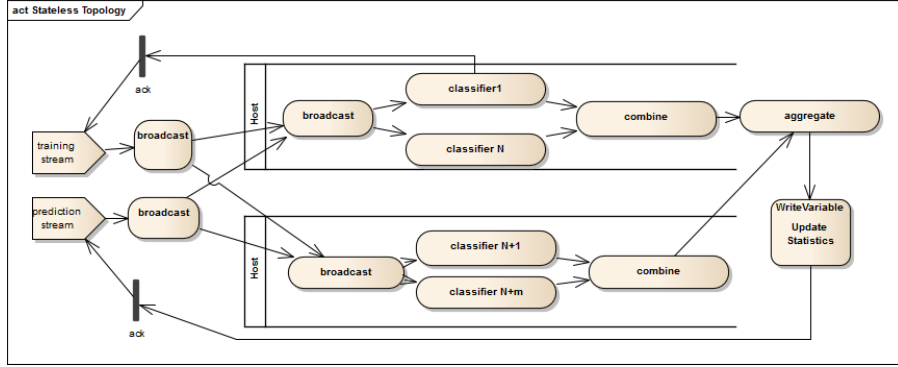 act Stateless Topology
ack
Host
classifier1
broadcast
combine
aggregate
classifier N
training
stream
broadcast
prediction
stream
broadcast
WriteVariable
Update
Statistics
Host
classifier N+1
broadcast
combine
classifier N+m
ack